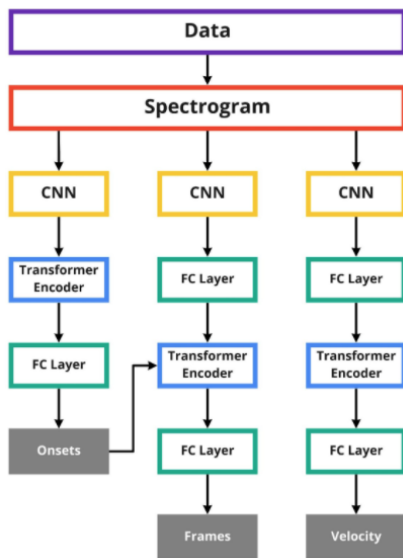 Data
Spectrogram
CNN
CNN
CNN
Transformer
Encoder
FC Layer
FC Layer
FC Layer
Transformer
Encoder
Transformer
Encoder
Onsets
FC Layer
FC Layer
Frames
Velocity